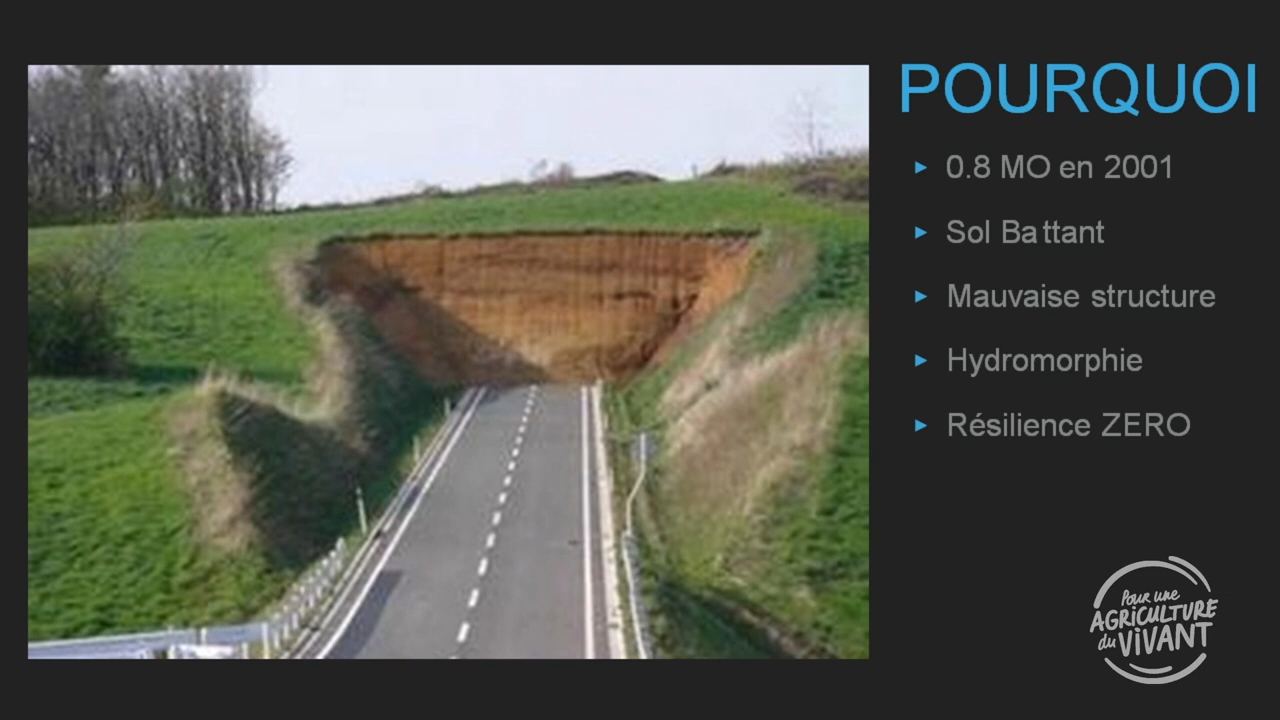 POURQUOI
0.8 MO en 2001
Sol Battant
Mauvaise structure
Hydromorphie
Résilience ZERO
Pour une
AGRICULTURE
du ViVANT